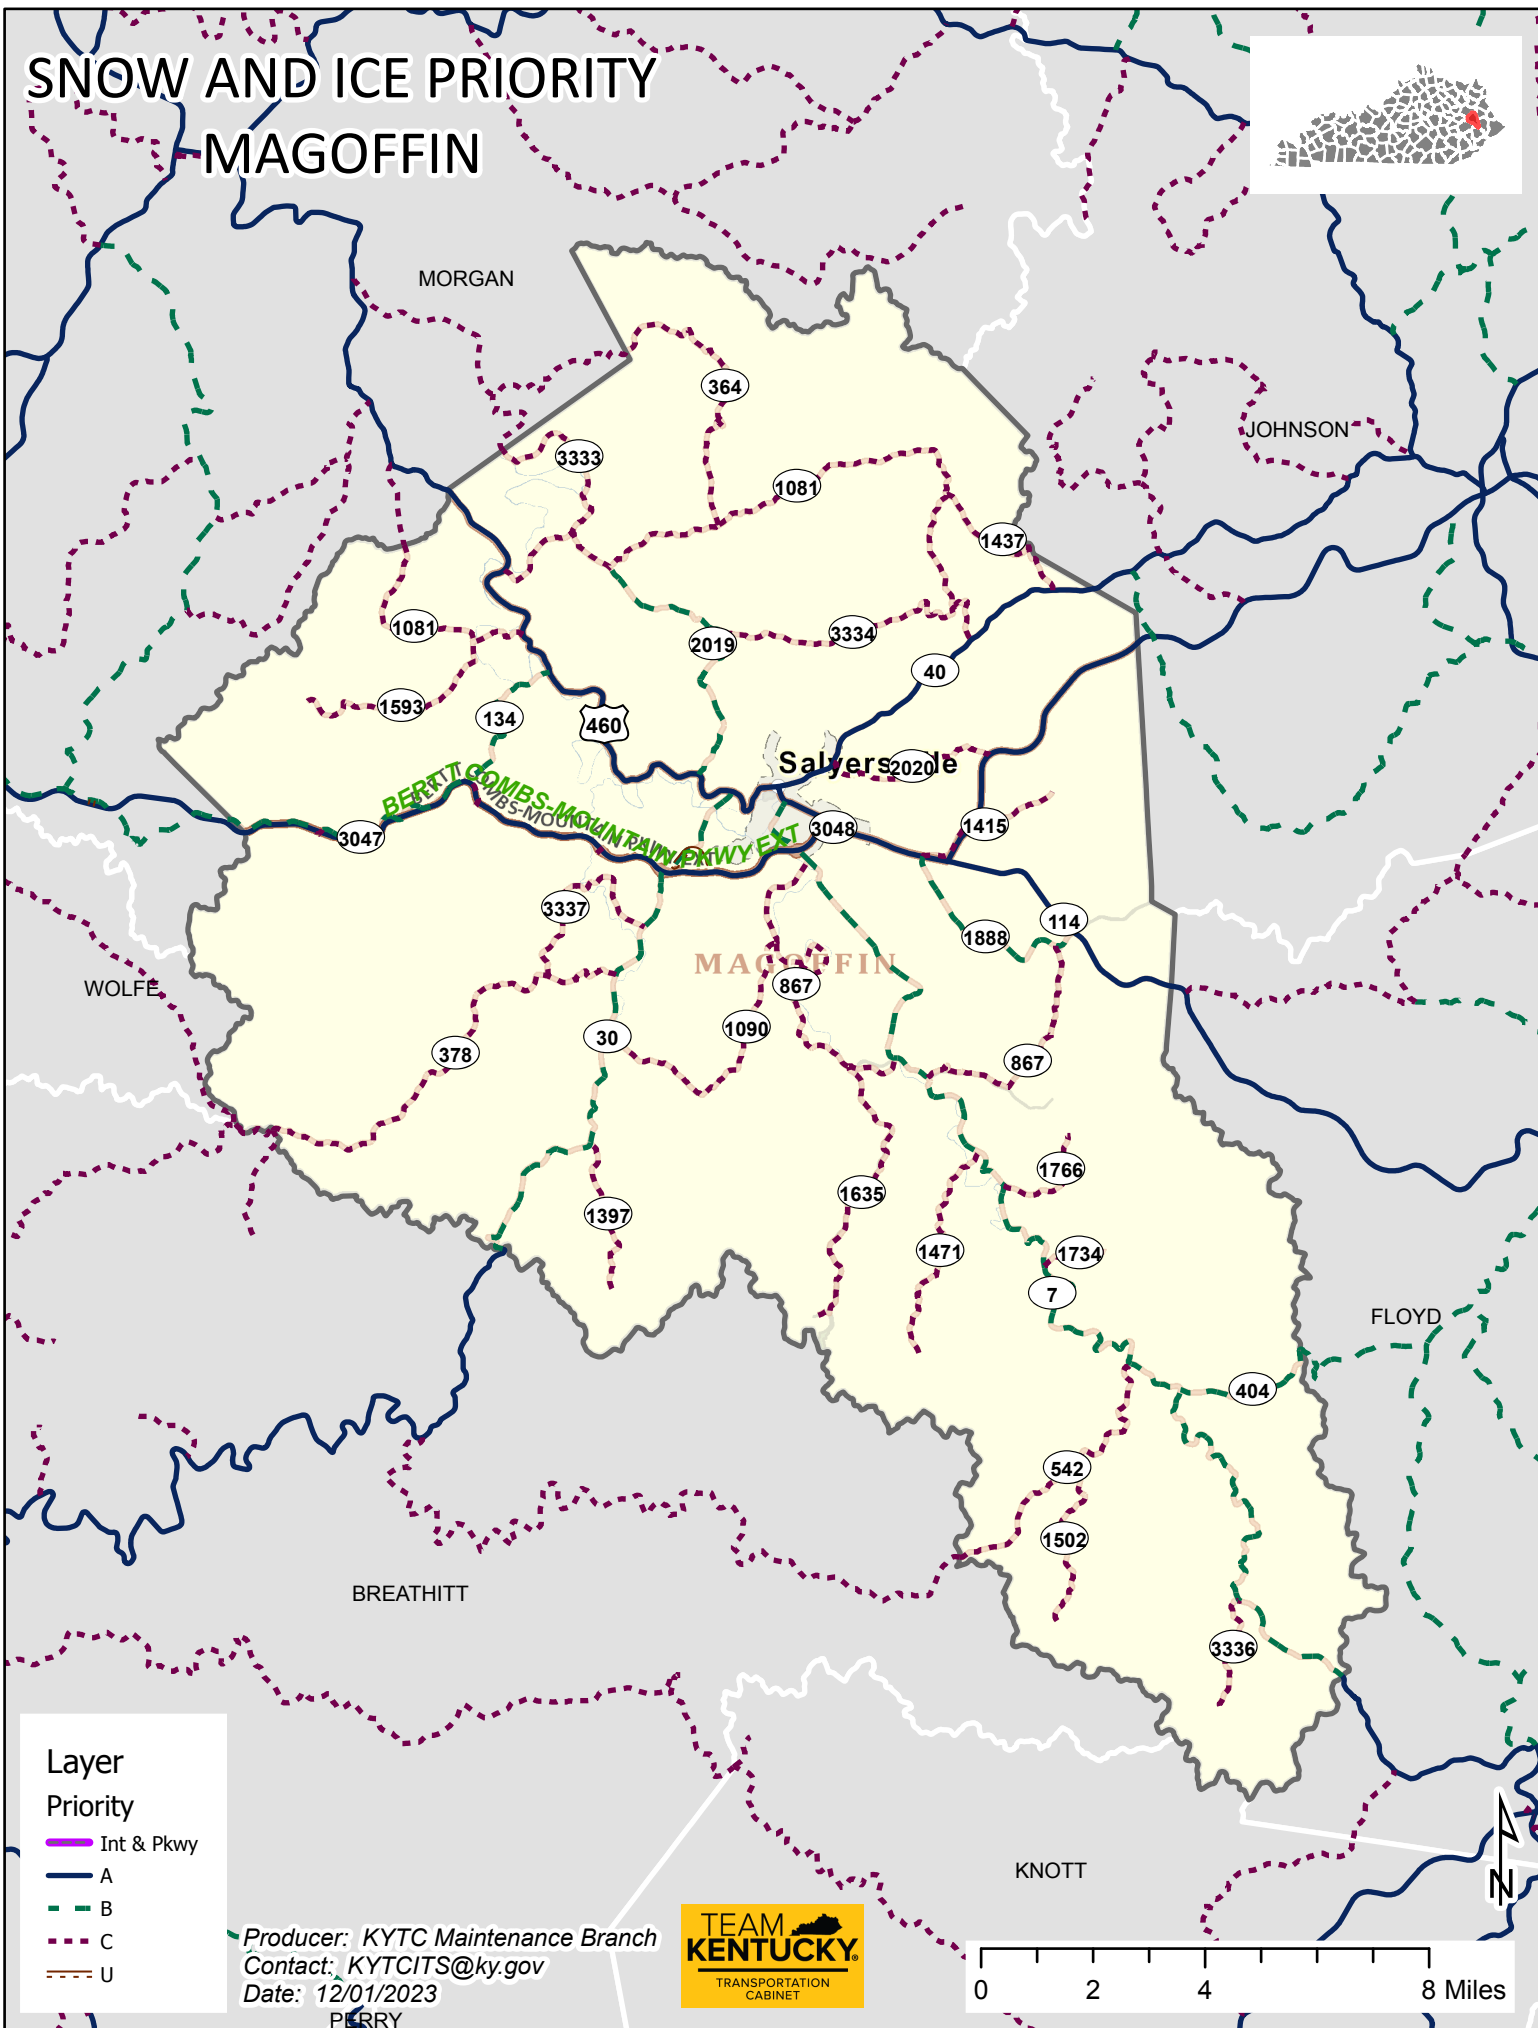 SNOW AND ICE PRIORITY
MAGOFFIN
MORGAN
JOHNSON
364
3333
1081
1437
1081
2019
3334
40
1593
134
460
Salyers le
2020
BERT T COMBS-MOUNTAIN PKWY EXT
3047
3048
1415
3337
1888
114
MAGOFFIN
WOLFE
867
378
30
1090
867
1766
1635
1397
1471
1734
7
FLOYD
404
542
1502
BREATHITT
3336
KNOTT
Layer
Priority
Int & Pkwy
A
B
C
U
Producer: KYTC Maintenance Branch
Contact: KYTCITS@ky.gov
Date: 12/01/2023
PERRY
TEAM
KENTUCKY®
TRANSPORTATION
CABINET
N
0 2 4 8 Miles